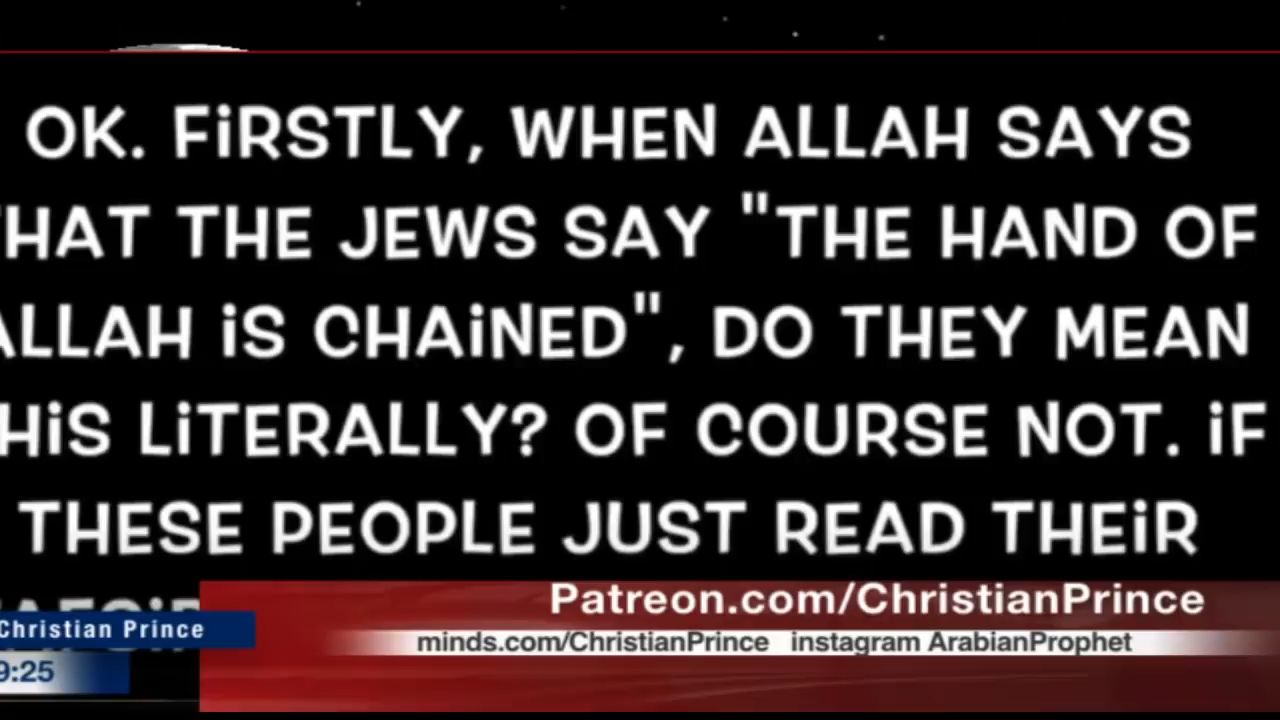 OK. FiRSTLY, WHEN ALLAH SAYS
HAT THE JEWS SAY "THE HAND OF
ALLAH iS CHAiNED", DO THEY MEAN
HiS LiTERALLY? OF COURSE NOT. iF
THESE PEOPLE JUST READ THEiR
Patreon.com/ChristianPrince
Christian Prince
minds.com/ChristianPrince instagram ArabianProphet
9:25